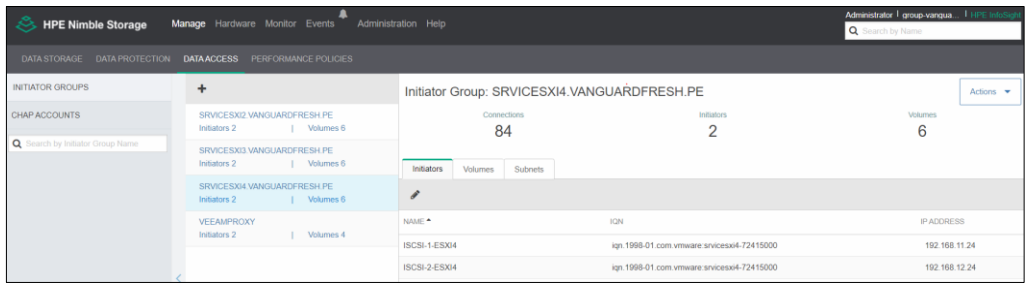 HPE Nimble Storage Manage Hardware Monitor Events Administration Help
Administrator | group-vangua... | HPE InfoSight
Search by Name
DATA STORAGE DATA PROTECTION DATA ACCESS PERFORMANCE POLICIES
INITIATOR GROUPS
CHAP ACCOUNTS
Search by Initiator Group Name
+
SRVICESXI2.VANGUARDFRESH.PE
Initiators 2 | Volumes 6
SRVICESXI3.VANGUARDFRESH.PE
Initiators 2 | Volumes 6
SRVICESXI4.VANGUARDFRESH.PE
Initiators 2 | Volumes 6
VEEAMPROXY
Initiators 2 | Volumes 4
Initiator Group: SRVICESXI4.VANGUARDFRESH.PE
Actions
Connections Initiators Volumes
84 2 6
Initiators Volumes Subnets
NAME IQN IP ADDRESS
ISCSI-1-ESXI4 iqn.1998-01.com.vmware:srvicesxi4-72415000 192.168.11.24
ISCSI-2-ESXI4 iqn.1998-01.com.vmware:srvicesxi4-72415000 192.168.12.24